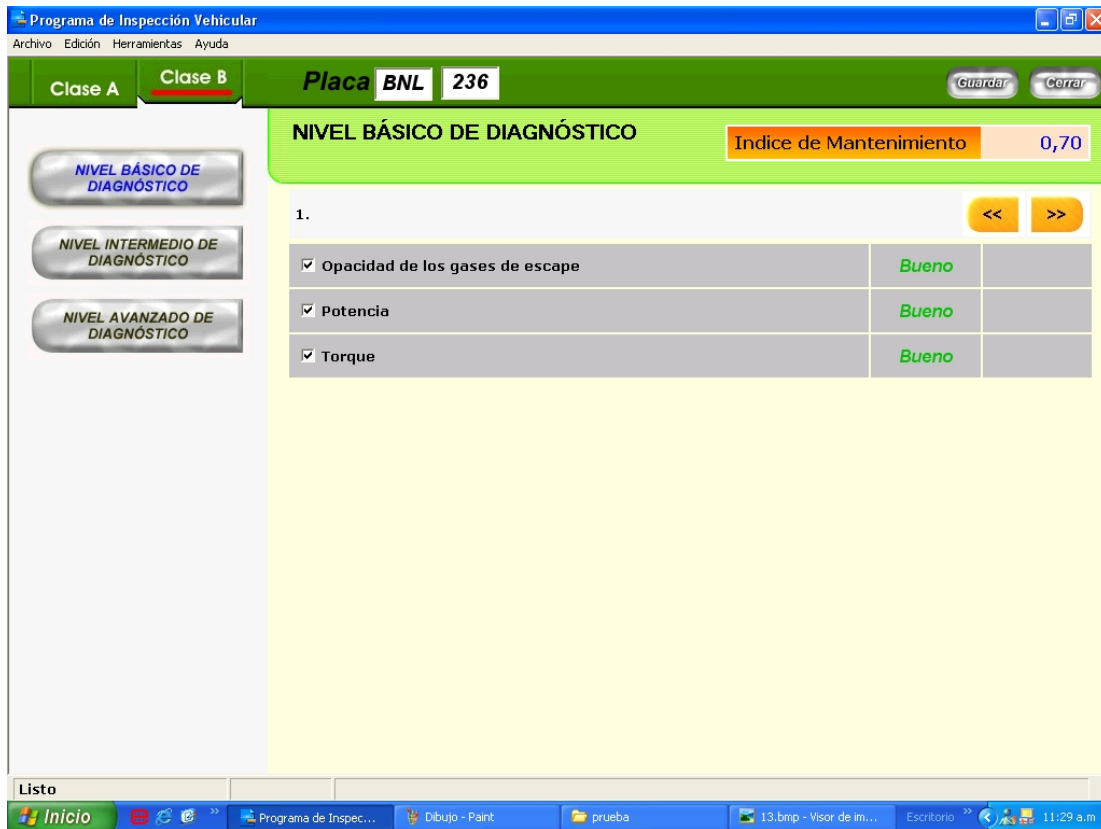 Programa de Inspección Vehicular
Archivo Edición Herramientas Ayuda
Clase A Clase B Placa BNL 236 Guardar Cerrar
NIVEL BÁSICO DE DIAGNÓSTICO
Indice de Mantenimiento 0,70
NIVEL BÁSICO DE
DIAGNÓSTICO
NIVEL INTERMEDIO DE
DIAGNÓSTICO
NIVEL AVANZADO DE
DIAGNÓSTICO
1. << >>
Opacidad de los gases de escape Bueno
Potencia Bueno
Torque Bueno
Listo
Inicio » Programa de Inspec... Dibujo - Paint prueba 13.bmp - Visor de im... Escritorio » 11:29 a.m.